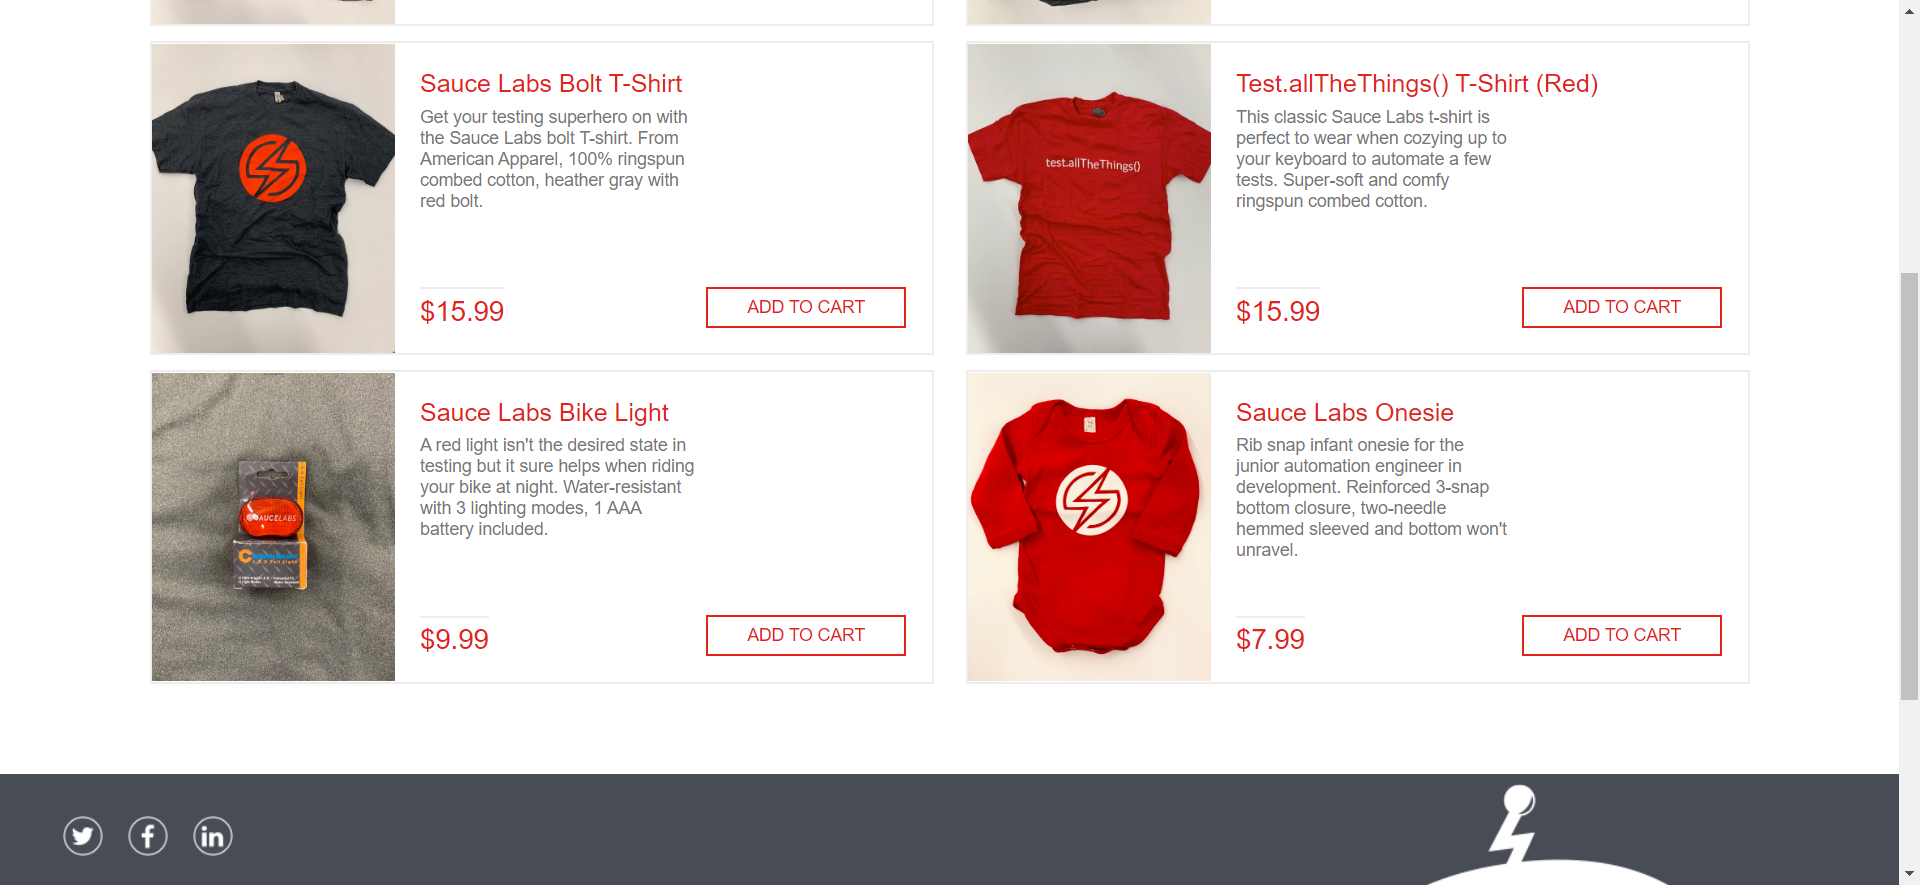 Sauce Labs Bolt T-Shirt
Get your testing superhero on with
the Sauce Labs bolt T-shirt. From
American Apparel, 100% ringspun
combed cotton, heather gray with
red bolt.
$15.99
ADD TO CART
Test.allTheThings() T-Shirt (Red)
This classic Sauce Labs t-shirt is
perfect to wear when cozying up to
your keyboard to automate a few
tests. Super-soft and comfy
ringspun combed cotton.
test.allTheThings()
$15.99
ADD TO CART
Sauce Labs Bike Light
A red light isn't the desired state in
testing but it sure helps when riding
your bike at night. Water-resistant
with 3 lighting modes, 1 AAA
battery included.
SAUCELABS
$9.99
ADD TO CART
Sauce Labs Onesie
Rib snap infant onesie for the
junior automation engineer in
development. Reinforced 3-snap
bottom closure, two-needle
hemmed sleeved and bottom won't
unravel.
$7.99
ADD TO CART